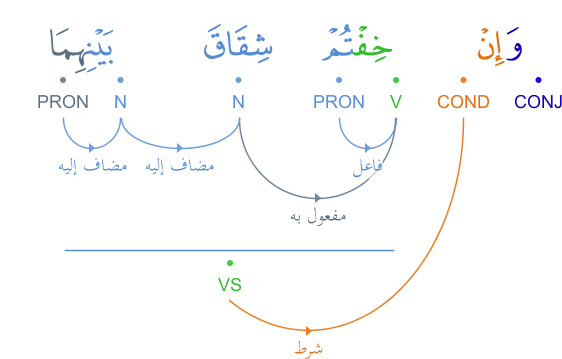 وَإِنْ خِفْتُمْ شِقَاقَ بَيْنِهِمَا
PRON N N PRON V COND CONJ
مضاف إليه مضاف إليه فاعل
مفعول به
VS
شرط